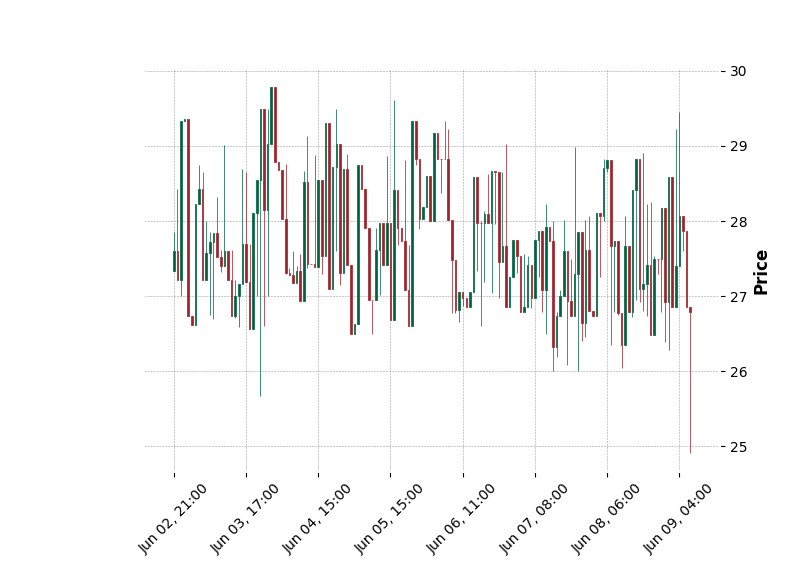 30
29
28
27
26
25
Price
Jun 02, 21:00
Jun 03, 17:00
Jun 04, 15:00
Jun 05, 15:00
Jun 06, 11:00
Jun 07, 08:00
Jun 08, 06:00
Jun 09, 04:00